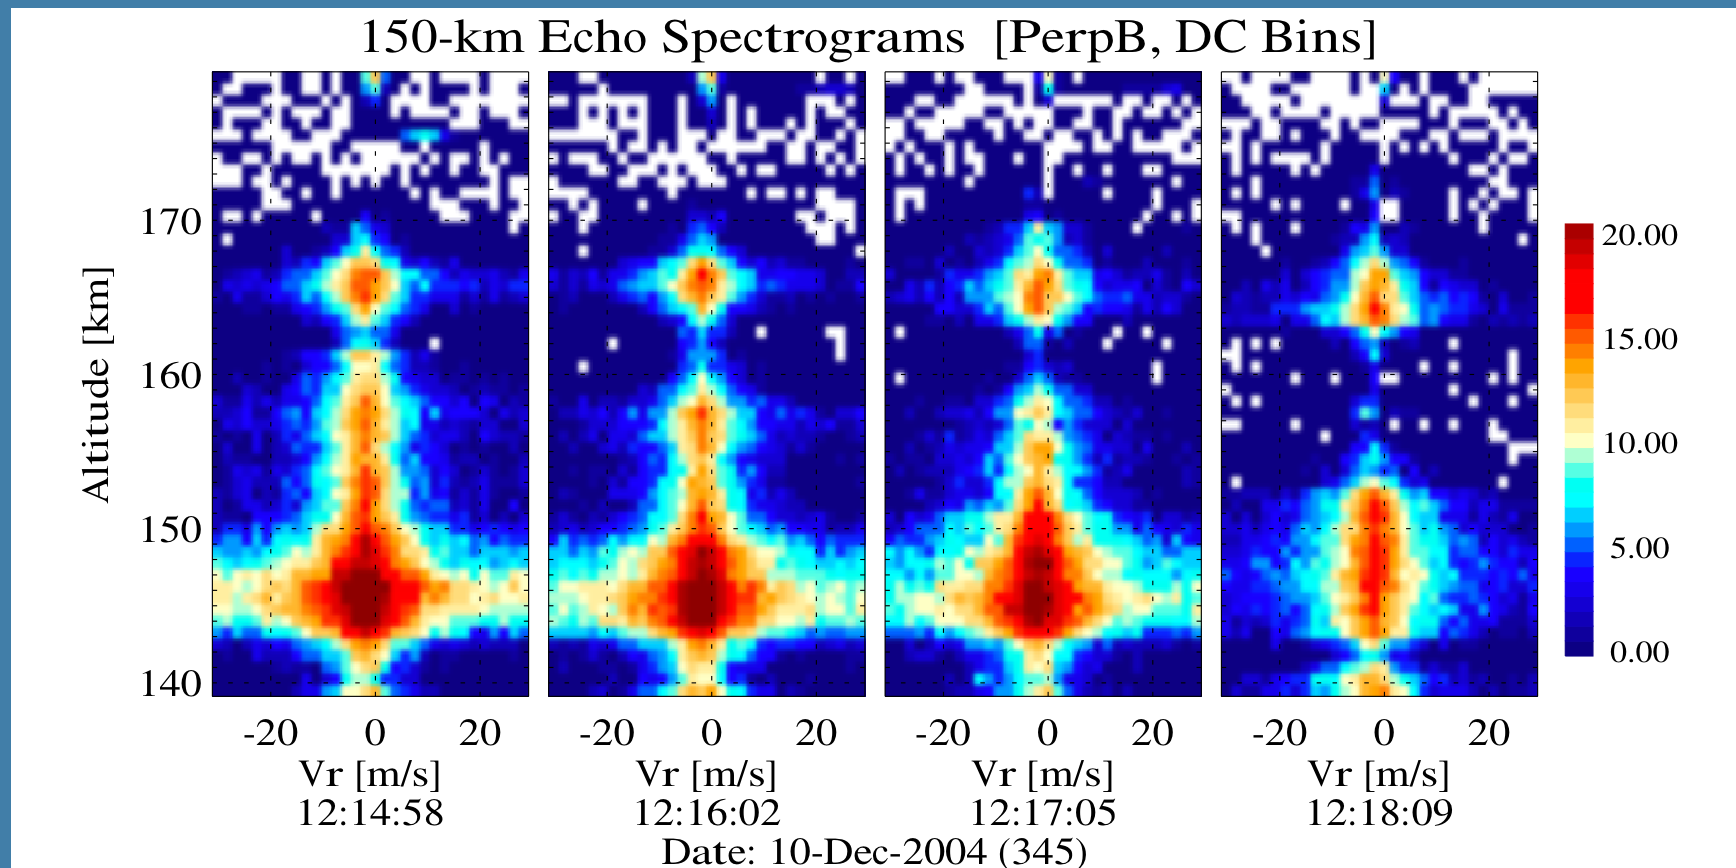 150-km Echo Spectrograms [PerpB, DC Bins]
Altitude [km]
170
160
150
140
-20 0 20
-20 0 20
-20 0 20
-20 0 20
Vr [m/s]
Vr [m/s]
Vr [m/s]
Vr [m/s]
12:14:58
12:16:02
12:17:05
12:18:09
Date: 10-Dec-2004 (345)
20.00
15.00
10.00
5.00
0.00